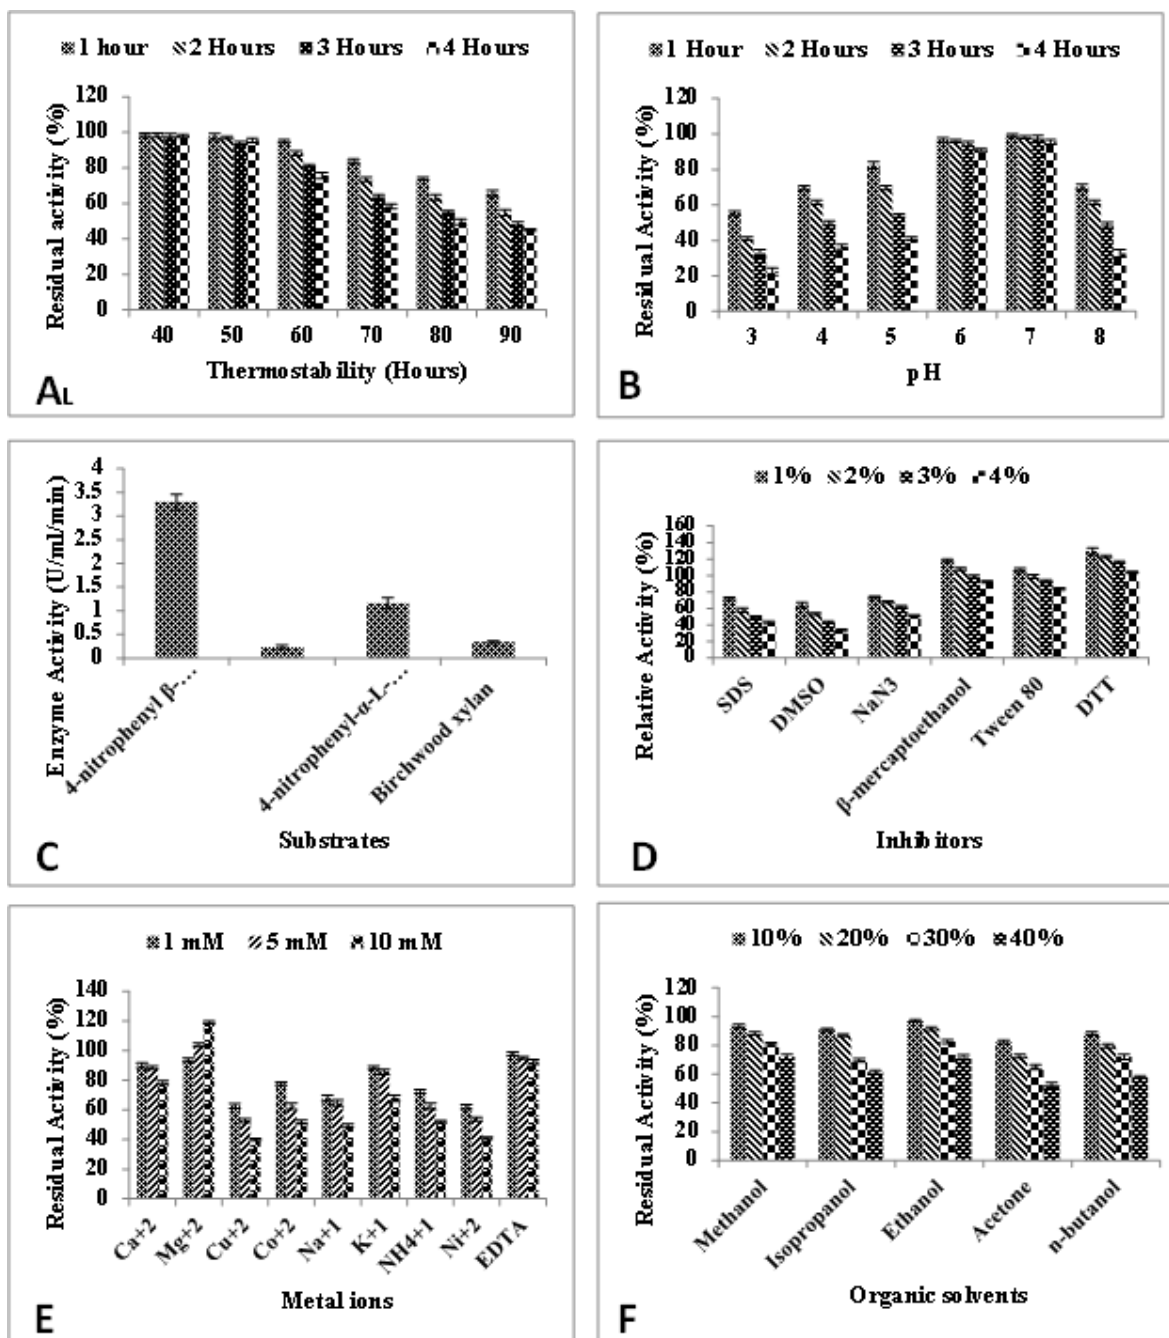 1 hour 2 Hours 3 Hours 4 Hours
120
100
80
60
40
20
0
Residual activity (%)
40 50 60 70 80 90
Thermostability (Hours)
AL
1 Hour 2 Hours 3 Hours 4 Hours
120
100
80
60
40
20
0
Residual Activity (%)
3 4 5 6 7 8
pH
B
4
3.5
3
2.5
2
1.5
1
0.5
0
Enzyme Activity (U/ml/min)
4-nitrophenyl β-...
4-nitrophenyl-α-L-...
Birchwood xylan
Substrates
C
1% 2% 3% 4%
160
140
120
100
80
60
40
20
0
Relative Activity (%)
SDS
DMSO
NaN3
β-mercaptoethanol
Tween 80
DTT
Inhibitors
D
1 mM 5 mM 10 mM
140
120
100
80
60
40
20
0
Residual Activity (%)
Ca+2
Mg+2
Cu+2
Co+2
Na+1
K+1
NH4+1
Ni+2
EDTA
Metal ions
E
10% 20% 30% 40%
120
100
80
60
40
20
0
Residual Activity (%)
Methanol
Isopropanol
Ethanol
Acetone
n-butanol
Organic solvents
F